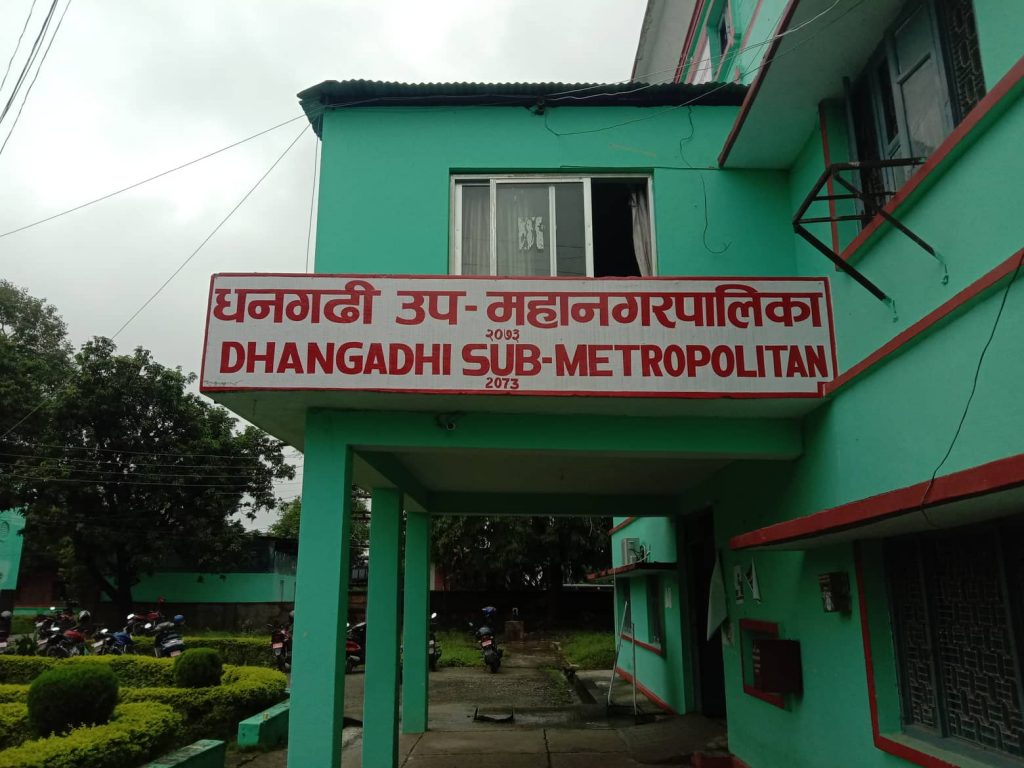 धनगढी उप-महानगरपालिका
२०७३
DHANGADHI SUB-METROPOLITAN
2073